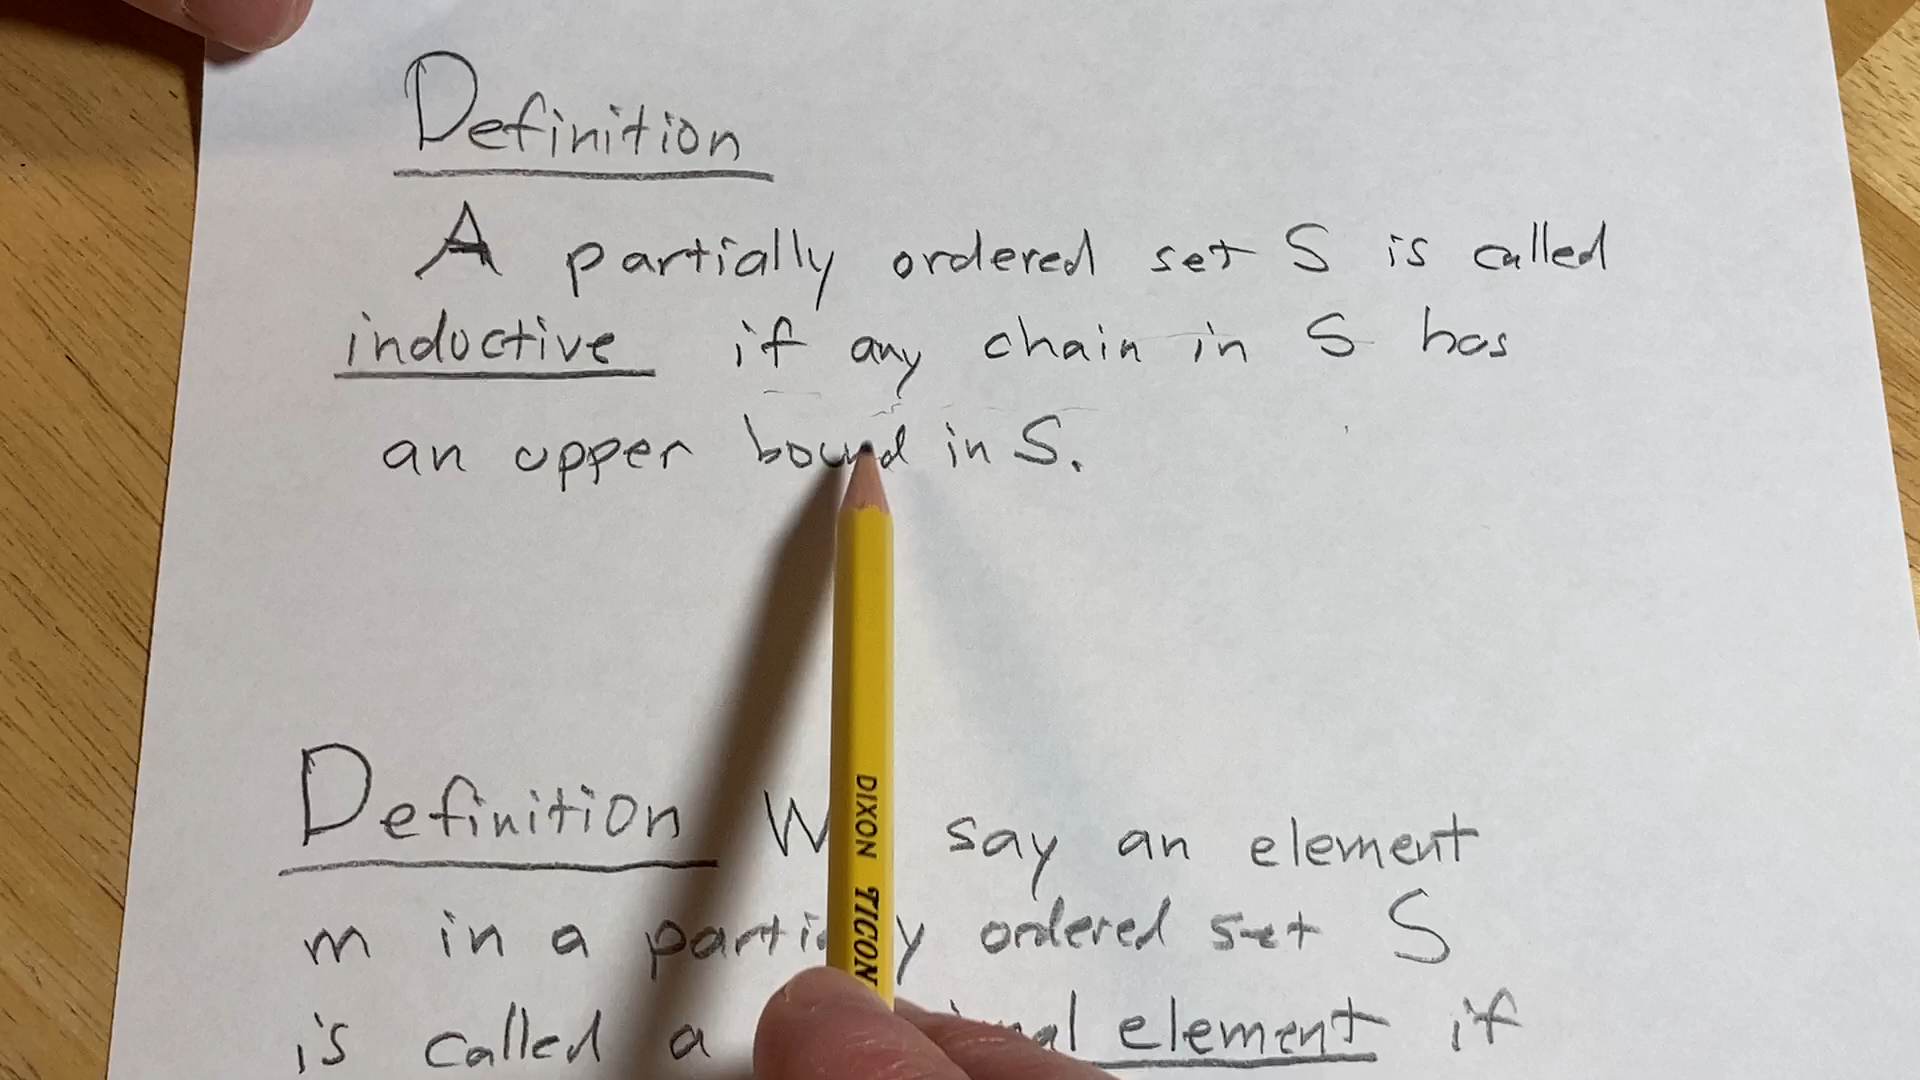 Definition
A partially ordered set S is called
inductive if any chain in S has
an upper bound in S.
Definition say an element
m in a ordered set S
is called a element if
DIXON TICON